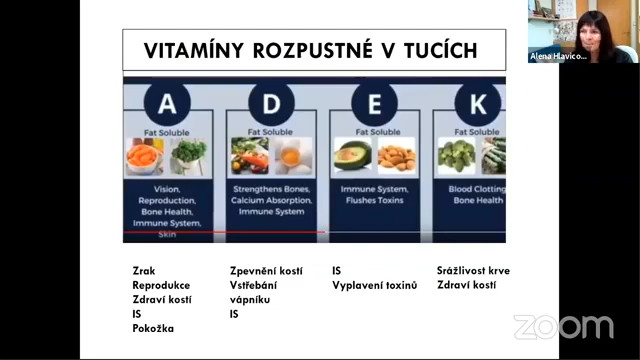 VITAMÍNY ROZPUSTNÉ V TUCÍCH
Alena Hlavico...
A
Fat Soluble
Vision,
Reproduction,
Bone Health,
Immune System,
Skin
D
Fat Soluble
Strengthens Bones,
Calcium Absorption,
Immune System
E
Fat Soluble
Immune System,
Flushes Toxins
K
Fat Soluble
Blood Clotting
Bone Health
Zrak
Reprodukce
Zdraví kostí
IS
Pokožka
Zpevnění kostí
Vstřebání
vápníku
IS
IS
Vyplavení toxinů
Srážlivost krve
Zdraví kostí
zoom